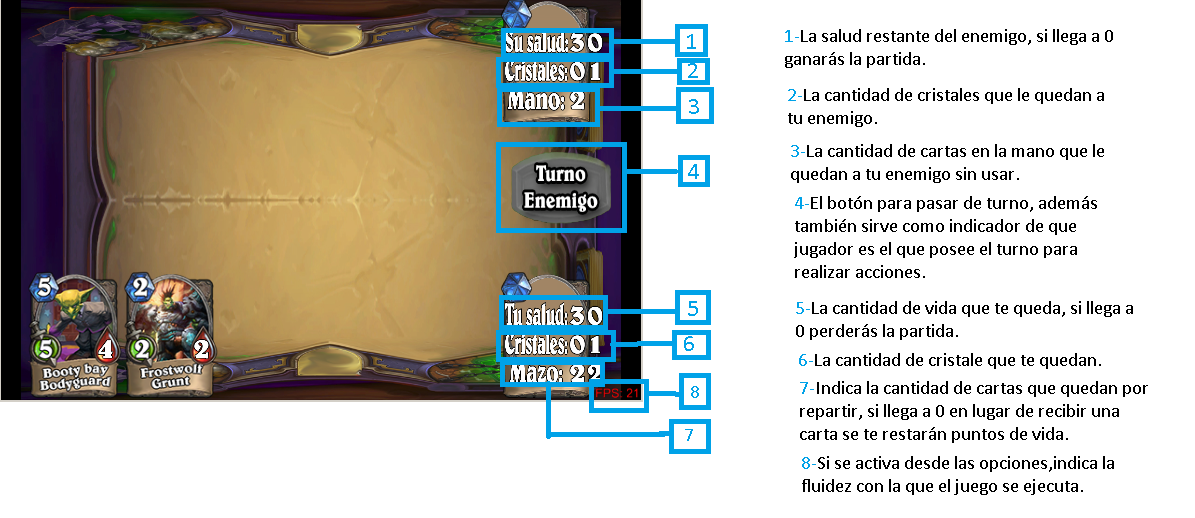 Su salud:30
Cristales:01
Mano: 2
Turno
Enemigo
5
5
4
Booty bay
Bodyguard
2
2
2
Frostwolf
Grunt
Tu salud:30
Cristales:01
Mazo: 22
FPS: 21
1
2
3
4
5
6
8
7
1-La salud restante del enemigo, si llega a 0
ganarás la partida.
2-La cantidad de cristales que le quedan a
tu enemigo.
3-La cantidad de cartas en la mano que le
quedan a tu enemigo sin usar.
4-El botón para pasar de turno, además
también sirve como indicador de que
jugador es el que posee el turno para
realizar acciones.
5-La cantidad de vida que te queda, si llega a
0 perderás la partida.
6-La cantidad de cristale que te quedan.
7-Indica la cantidad de cartas que quedan por
repartir, si llega a 0 en lugar de recibir una
carta se te restarán puntos de vida.
8-Si se activa desde las opciones,indica la
fluidez con la que el juego se ejecuta.